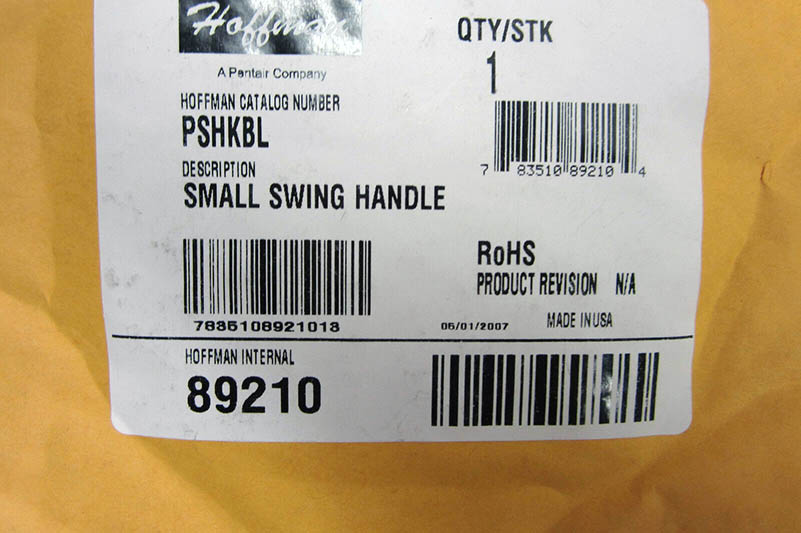 Hoffman
A Pentair Company
QTY/STK
1
HOFFMAN CATALOG NUMBER
PSHKBL
DESCRIPTION
SMALL SWING HANDLE
7 83510 89210 4
7835108921013
RoHS
PRODUCT REVISION N/A
05/01/2007 MADE IN USA
HOFFMAN INTERNAL
89210